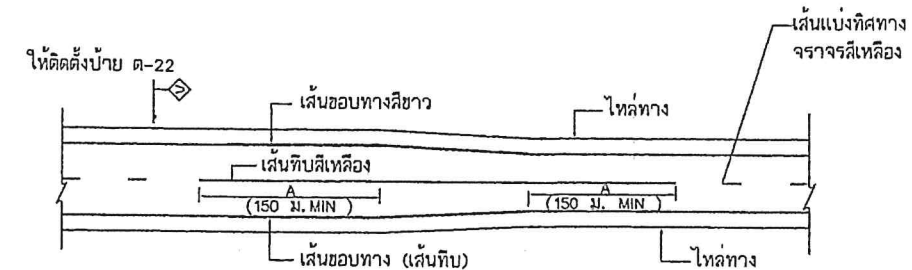 เส้นแบ่งทิศทาง
จราจรสีเหลือง
ให้ติดตั้งป้าย ต-22
เส้นขอบทางสีขาว
ไหล่ทาง
เส้นทึบสีเหลือง
A
(150 ม. MIN )
A
(150 ม. MIN )
เส้นขอบทาง (เส้นทึบ)
ไหล่ทาง